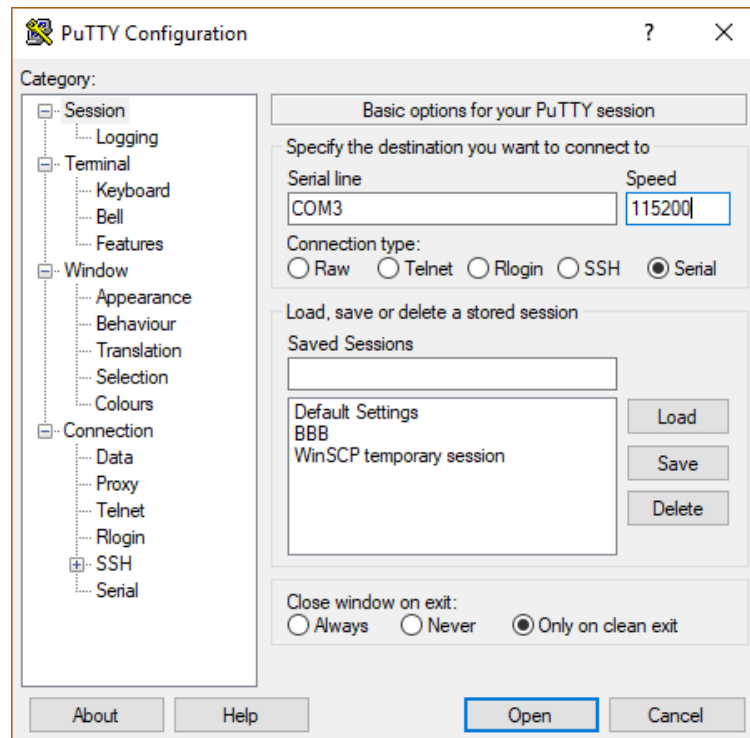 PuTTY Configuration ? ×
Category:
Session
Logging
Terminal
Keyboard
Bell
Features
Window
Appearance
Behaviour
Translation
Selection
Colours
Connection
Data
Proxy
Telnet
Rlogin
SSH
Serial
Basic options for your PuTTY session
Specify the destination you want to connect to
Serial line Speed
COM3 115200
Connection type:
Raw Telnet Rlogin SSH Serial
Load, save or delete a stored session
Saved Sessions
Default Settings
BBB
WinSCP temporary session
Load
Save
Delete
Close window on exit:
Always Never Only on clean exit
About Help Open Cancel